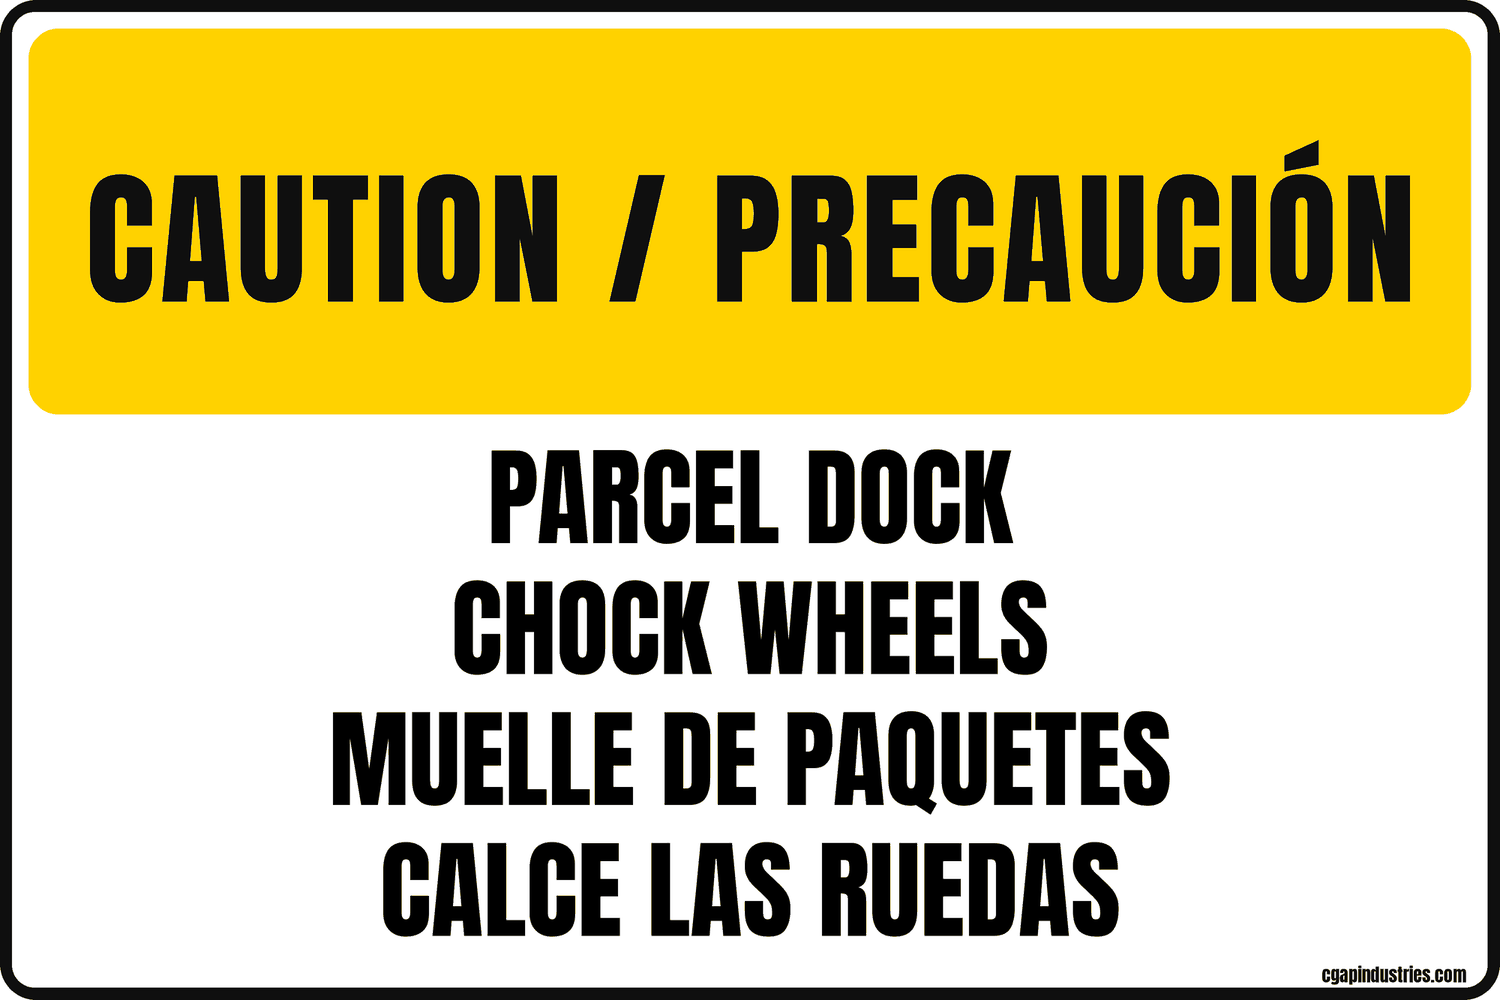 CAUTION / PRECAUCIÓN
PARCEL DOCK
CHOCK WHEELS
MUELLE DE PAQUETES
CALCE LAS RUEDAS
cgapindustries.com